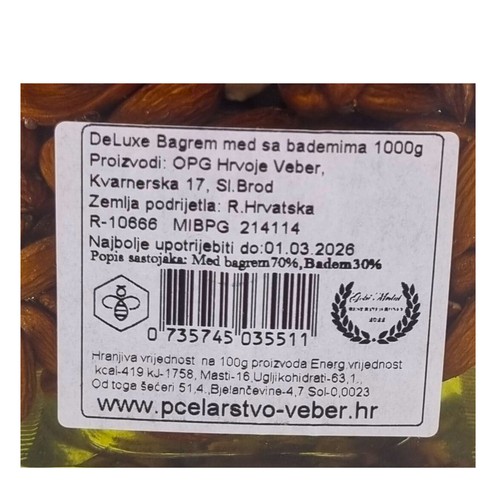 DeLuxe Bagrem med sa bademima 1000g
Proizvodi: OPG Hrvoje Veber,
Kvarnerska 17, Sl.Brod
Zemlja podrijetla: R.Hrvatska
R-10666 MIBPG 214114
Najbolje upotrijebiti do:01.03.2026
Popis sastojaka: Med bagrem70%,Badem30%
0 735745 035511
Hranjiva vrijednost na 100g proizvoda Energ.vrijednost
kcal-419 kJ-1758, Masti-16,Ugljikohidrati-63,1.,
Od toga šećeri 51,4.,Bjelančevine-4,7 Sol-0,0023
www.pcelarstvo-veber.hr